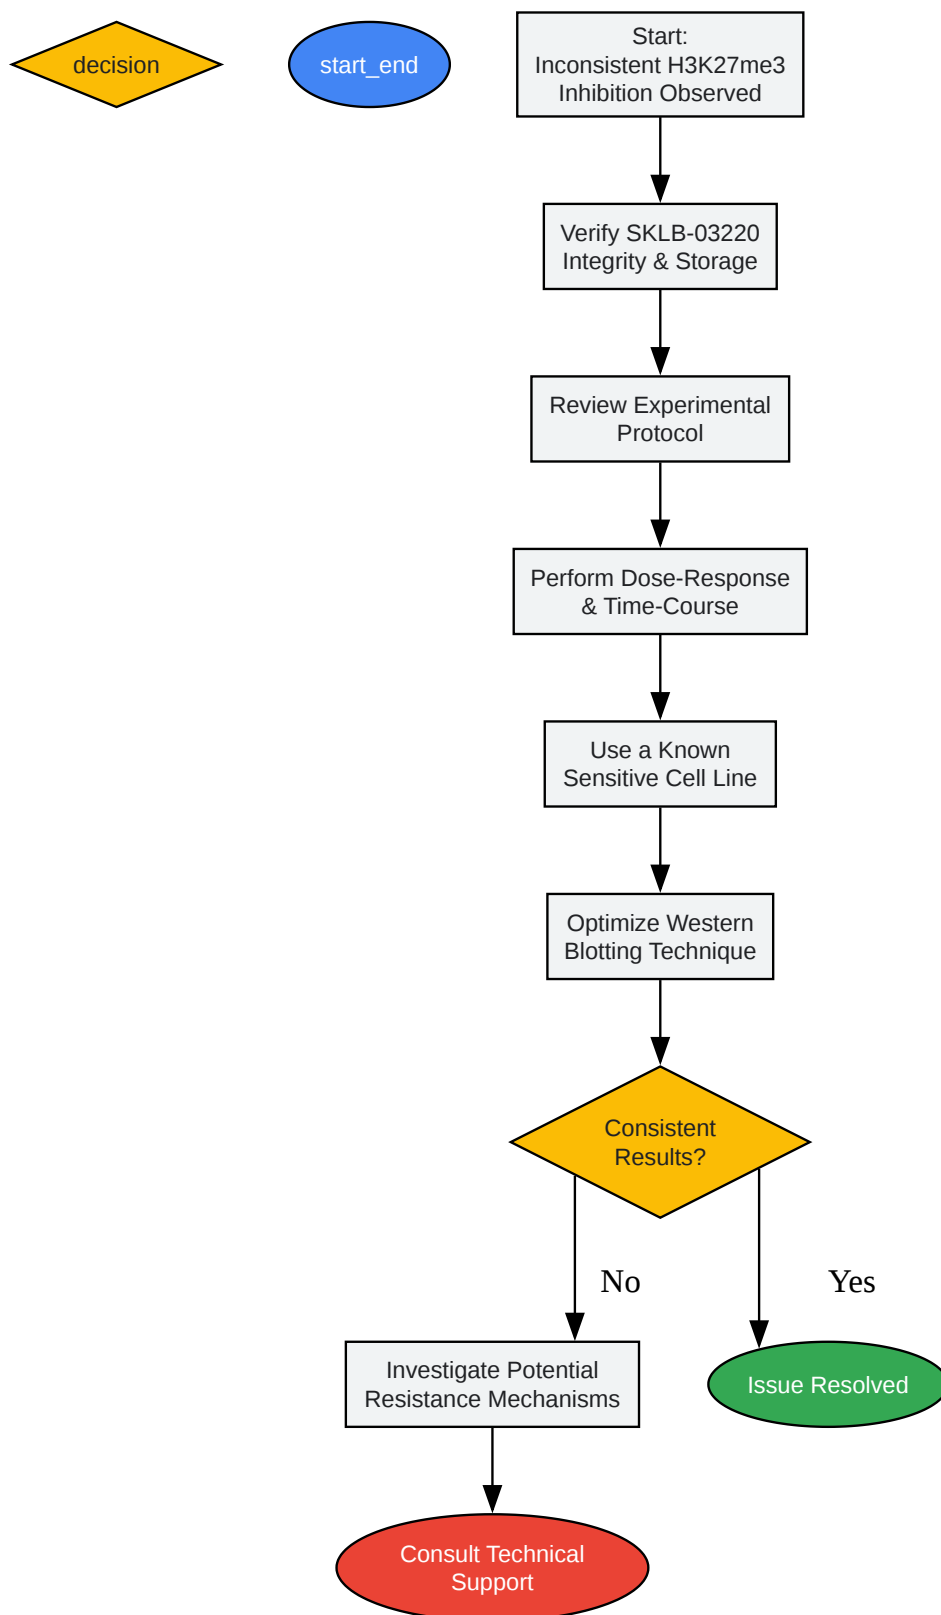 decision
start_end
Start:
Inconsistent H3K27me3
Inhibition Observed
Verify SKLB-03220
Integrity & Storage
Review Experimental
Protocol
Perform Dose-Response
& Time-Course
Use a Known
Sensitive Cell Line
Optimize Western
Blotting Technique
Consistent
Results?
No
Yes
Investigate Potential
Resistance Mechanisms
Issue Resolved
Consult Technical
Support